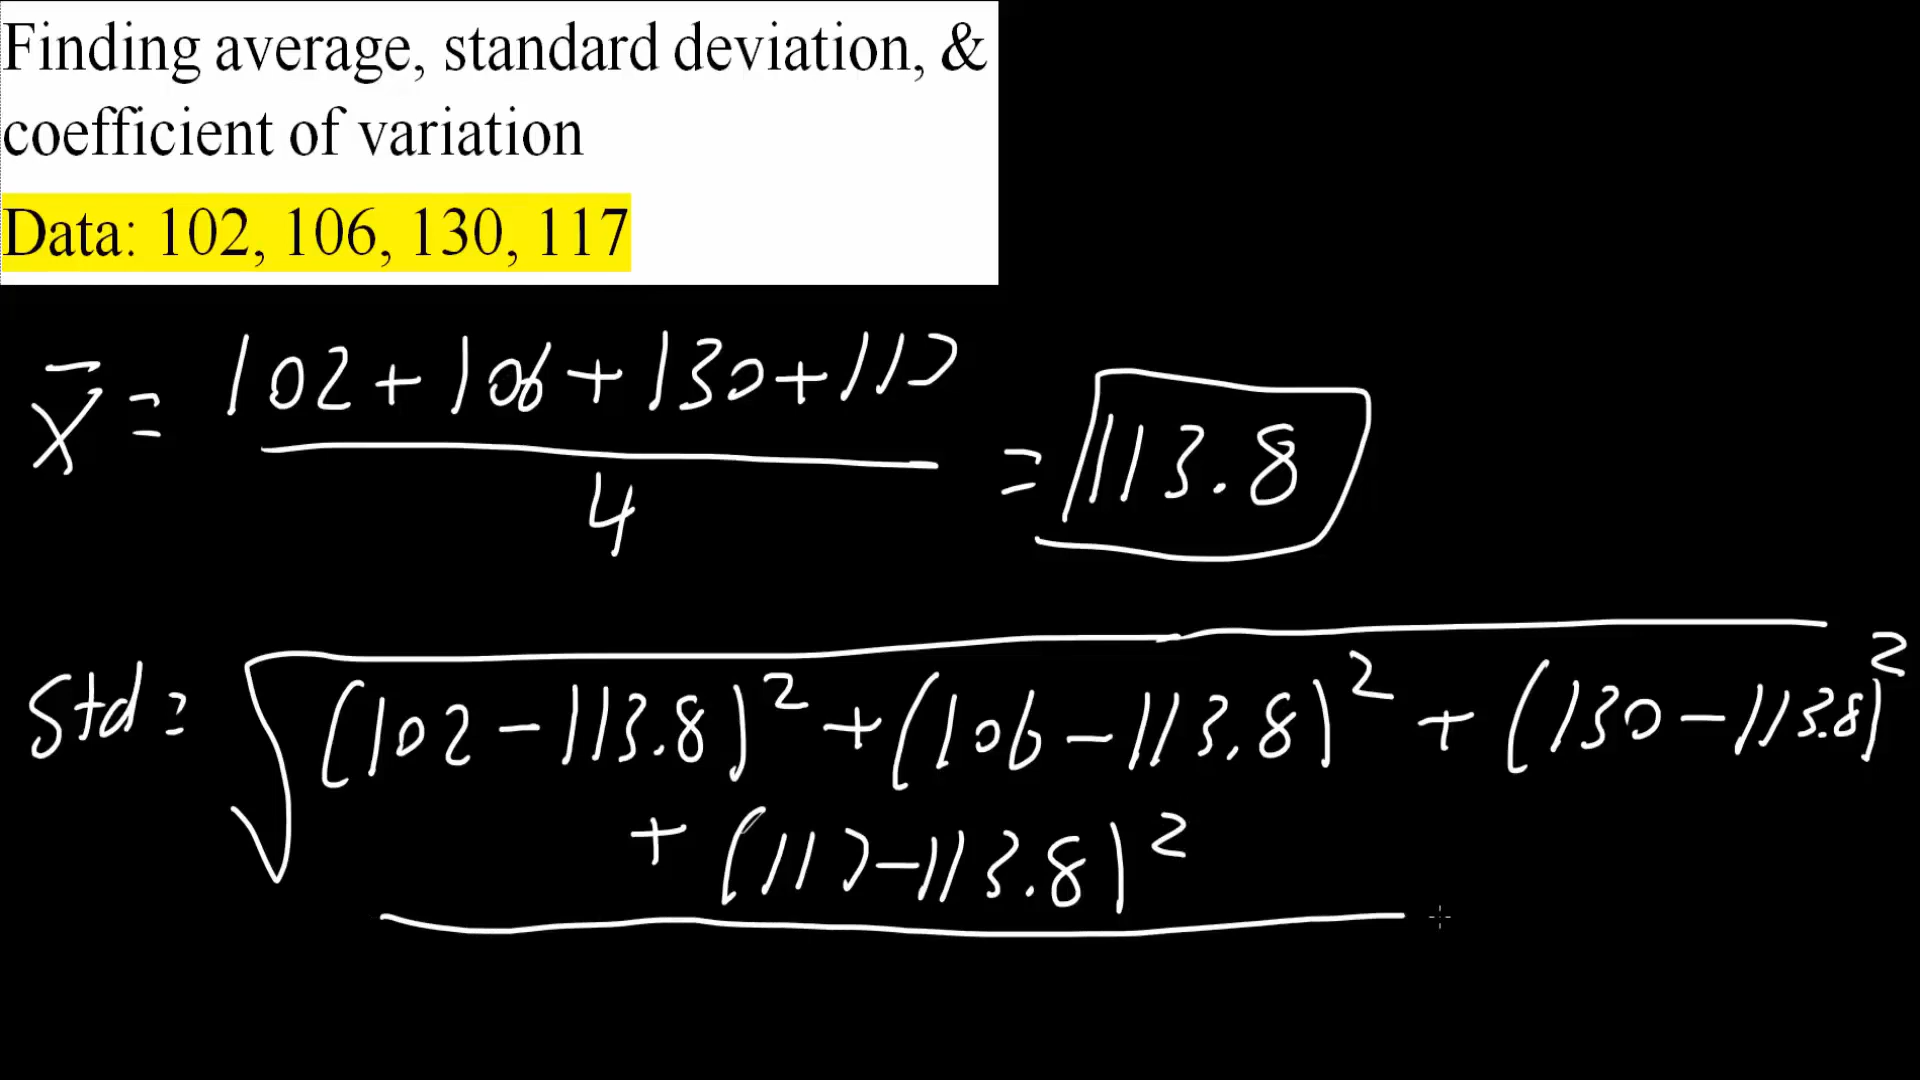 Finding average, standard deviation, &
coefficient of variation
Data: 102, 106, 130, 117
x̄ = (102 + 106 + 130 + 117) / 4 = 113.8
Std = √(102 - 113.8)² + (106 - 113.8)² + (130 - 113.8)²
+ (117 - 113.8)²